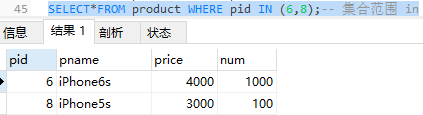 45 SELECT*FROM product WHERE pid IN (6,8);-- 集合范围 in
信息 结果 1 剖析 状态
pid pname price num
6 iPhone6s 4000 1000
8 iPhone5s 3000 100